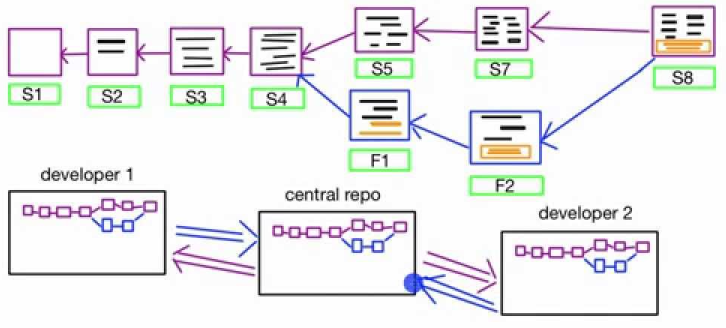 S1
S2
S3
S4
S5
S7
S8
F1
F2
developer 1
central repo
developer 2